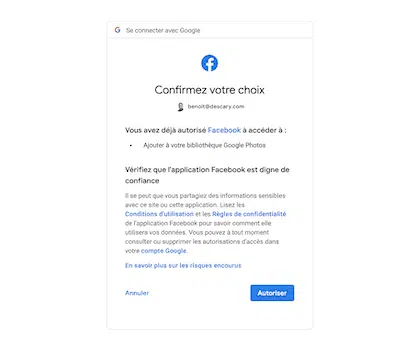 Se connecter avec Google
Confirmez votre choix
benoit@descary.com
Vous avez déjà autorisé Facebook à accéder à :
• Ajouter à votre bibliothèque Google Photos
Vérifiez que l'application Facebook est digne de
confiance
Il se peut que vous partagiez des informations sensibles
avec ce site ou cette application. Lisez les
Conditions d'utilisation et les Règles de confidentialité
de l'application Facebook pour savoir comment elle
utilisera vos données. Vous pouvez à tout moment
consulter ou supprimer les autorisations d'accès dans
votre compte Google.
En savoir plus sur les risques encourus
Annuler
Autoriser